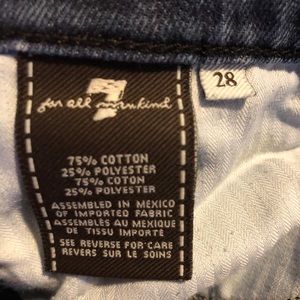 7
for all mankind
28
75% COTTON
25% POLYESTER
75% COTON
25% POLYESTER
ASSEMBLED IN MEXICO
OF IMPORTED FABRIC
ASSEMBLÉS AU MEXIQUE
DE TISSU IMPORTÉ
SEE REVERSE FOR CARE
REVERS SUR LE SOINS